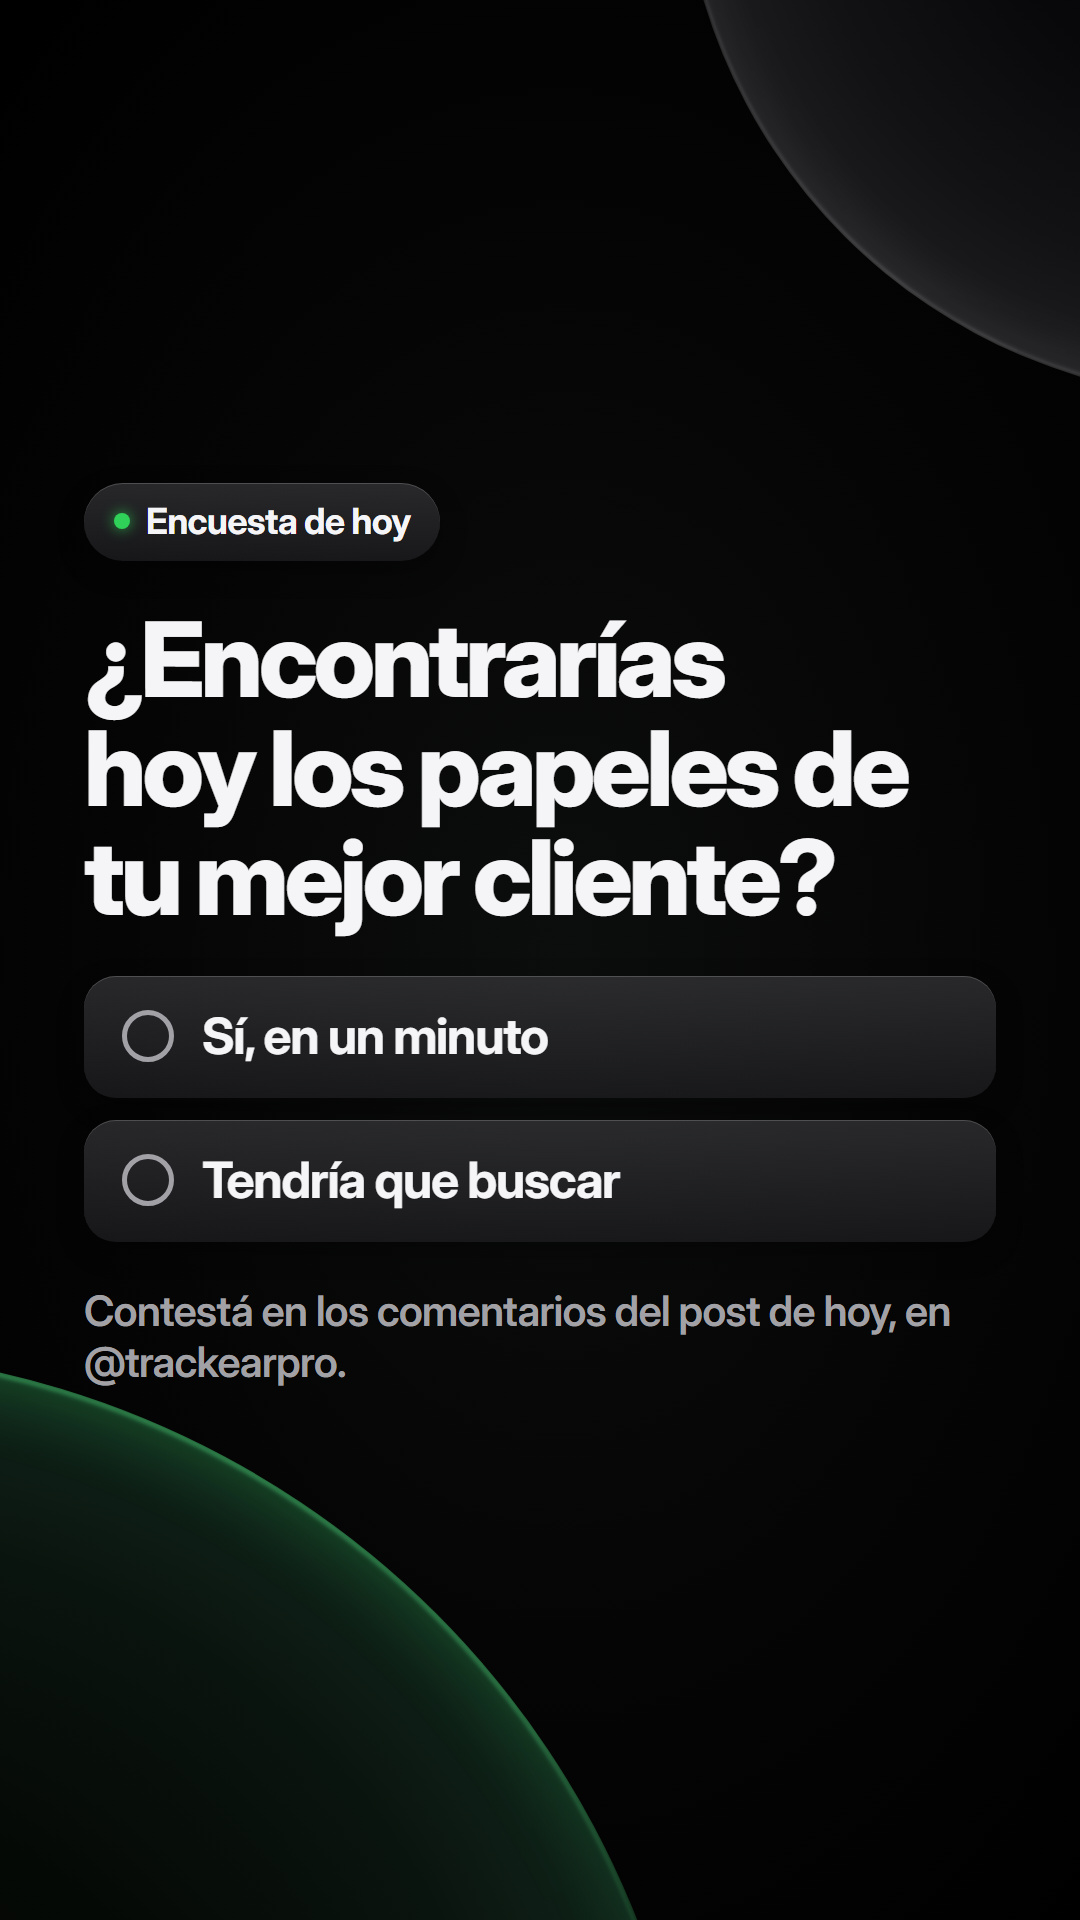 Encuesta de hoy
¿Encontrarías
hoy los papeles de
tu mejor cliente?
Sí, en un minuto
Tendría que buscar
Contestá en los comentarios del post de hoy, en
@trackearpro.